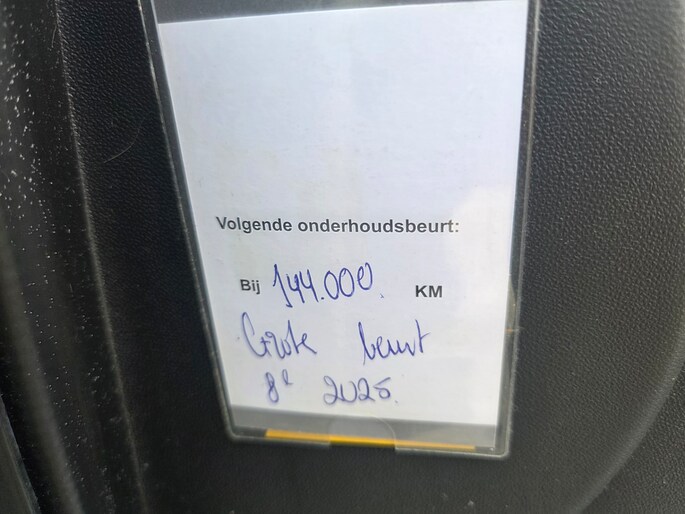 Volgende onderhoudsbeurt:
Bij 144.000 KM
Grote beurt
8e 2025.